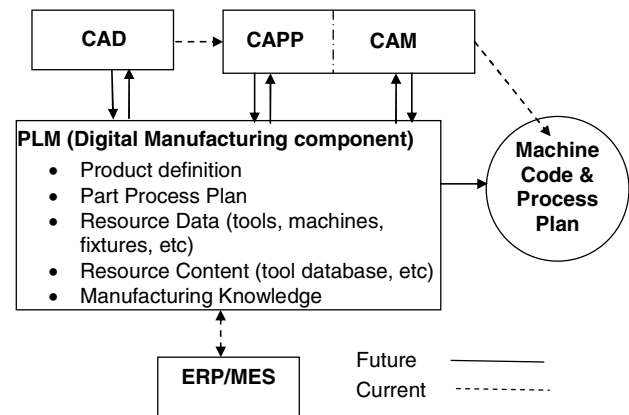 CAD
CAPP
CAM
PLM (Digital Manufacturing component)
• Product definition
• Part Process Plan
• Resource Data (tools, machines,
fixtures, etc)
• Resource Content (tool database, etc)
• Manufacturing Knowledge
Machine
Code &
Process
Plan
ERP/MES
Future
Current